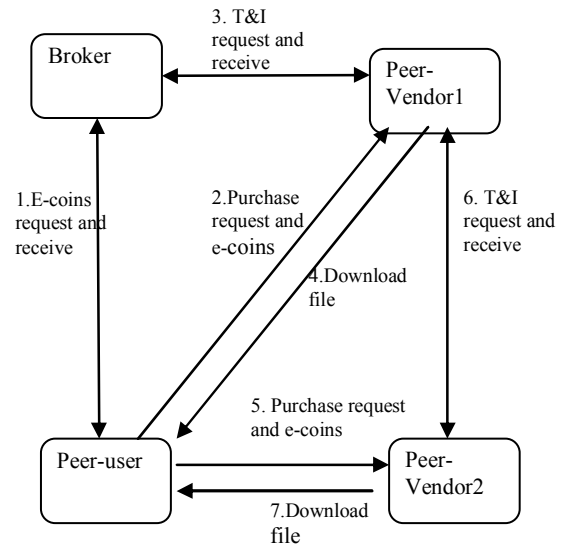 3. T&I
request and
receive
Broker
Peer-
Vendor1
1.E-coins
request and
receive
2.Purchase
request and
e-coins
6. T&I
request and
receive
4.Download
file
5. Purchase request
and e-coins
Peer-user
Peer-
Vendor2
7.Download
file